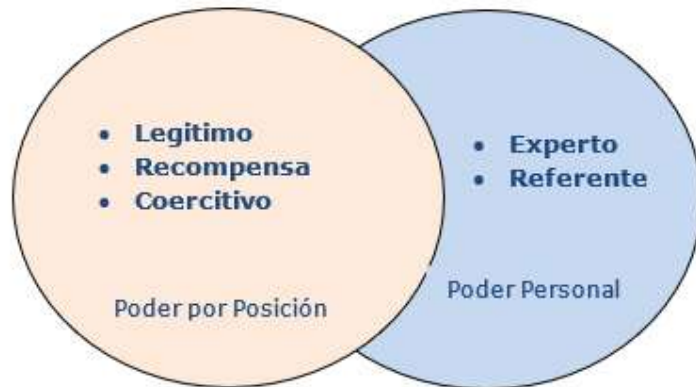 • Legitimo
• Recompensa
• Coercitivo
Poder por Posición
• Experto
• Referente
Poder Personal